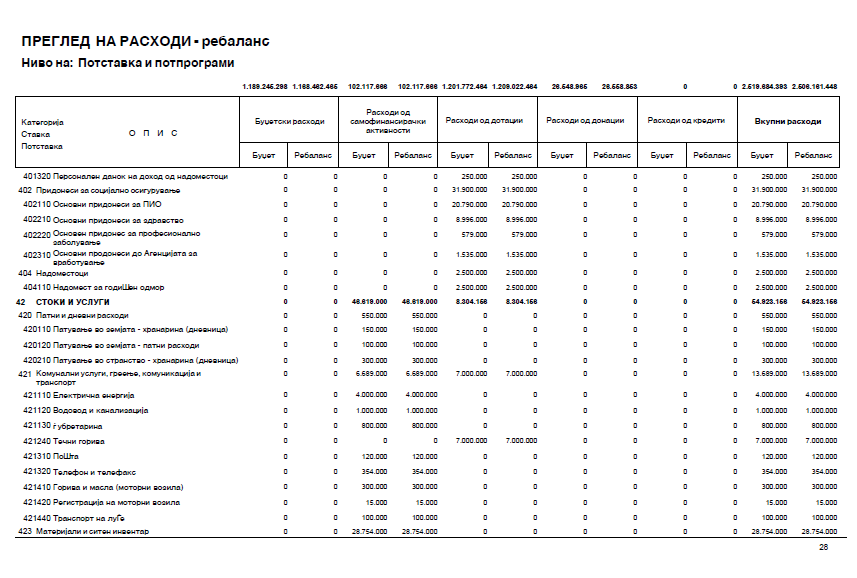 ПРЕГЛЕД НА РАСХОДИ - ребаланс
Ниво на: Потставка и потпрограми
1.189.245.298 1.168.462.465 102.117.666 102.117.666 1.201.772.464 1.209.022.464 26.548.965 26.558.853 0 0 2.519.684.393 2.506.161.448
Категорија
Ставка
Потставка
О П И С
Буџетски расходи
Расходи од
самофинансирачки
активности
Расходи од дотации
Расходи од донации
Расходи од кредити
Вкупни расходи
Буџет Ребаланс Буџет Ребаланс Буџет Ребаланс Буџет Ребаланс Буџет Ребаланс Буџет Ребаланс
401320 Персонален данок на доход од надоместоци 0 0 0 0 250.000 250.000 0 0 0 0 250.000 250.000
402 Придонеси за социјално осигурување 0 0 0 0 31.900.000 31.900.000 0 0 0 0 31.900.000 31.900.000
402110 Основни придонеси за ПИО 0 0 0 0 20.790.000 20.790.000 0 0 0 0 20.790.000 20.790.000
402210 Основни придонеси за здравство 0 0 0 0 8.996.000 8.996.000 0 0 0 0 8.996.000 8.996.000
402220 Основен придонес за професионално
заболување 0 0 0 0 579.000 579.000 0 0 0 0 579.000 579.000
402310 Основни продонеси до Агенцијата за
вработување 0 0 0 0 1.535.000 1.535.000 0 0 0 0 1.535.000 1.535.000
404 Надоместоци 0 0 0 0 2.500.000 2.500.000 0 0 0 0 2.500.000 2.500.000
404110 Надомест за годиШен одмор 0 0 0 0 2.500.000 2.500.000 0 0 0 0 2.500.000 2.500.000
42 СТОКИ И УСЛУГИ 0 0 46.619.000 46.619.000 8.304.156 8.304.156 0 0 0 0 54.923.156 54.923.156
420 Патни и дневни расходи 0 0 550.000 550.000 0 0 0 0 0 0 550.000 550.000
420110 Патување во земјата - хранарина (дневница) 0 0 150.000 150.000 0 0 0 0 0 0 150.000 150.000
420120 Патување во земјата - патни расходи 0 0 100.000 100.000 0 0 0 0 0 0 100.000 100.000
420210 Патување во странство - хранарина (дневница) 0 0 300.000 300.000 0 0 0 0 0 0 300.000 300.000
421 Комунални услуги, греење, комуникација и
транспорт 0 0 6.689.000 6.689.000 7.000.000 7.000.000 0 0 0 0 13.689.000 13.689.000
421110 Електрична енергија 0 0 4.000.000 4.000.000 0 0 0 0 0 0 4.000.000 4.000.000
421120 Водовод и канализација 0 0 1.000.000 1.000.000 0 0 0 0 0 0 1.000.000 1.000.000
421130 ѓубретарина 0 0 800.000 800.000 0 0 0 0 0 0 800.000 800.000
421240 Течни горива 0 0 0 0 7.000.000 7.000.000 0 0 0 0 7.000.000 7.000.000
421310 ПоШта 0 0 120.000 120.000 0 0 0 0 0 0 120.000 120.000
421320 Телефон и телефакс 0 0 354.000 354.000 0 0 0 0 0 0 354.000 354.000
421410 Горива и масла (моторни возила) 0 0 300.000 300.000 0 0 0 0 0 0 300.000 300.000
421420 Регистрација на моторни возила 0 0 15.000 15.000 0 0 0 0 0 0 15.000 15.000
421440 Транспорт на луЃе 0 0 100.000 100.000 0 0 0 0 0 0 100.000 100.000
423 Материјали и ситен инвентар 0 0 28.754.000 28.754.000 0 0 0 0 0 0 28.754.000 28.754.000
28